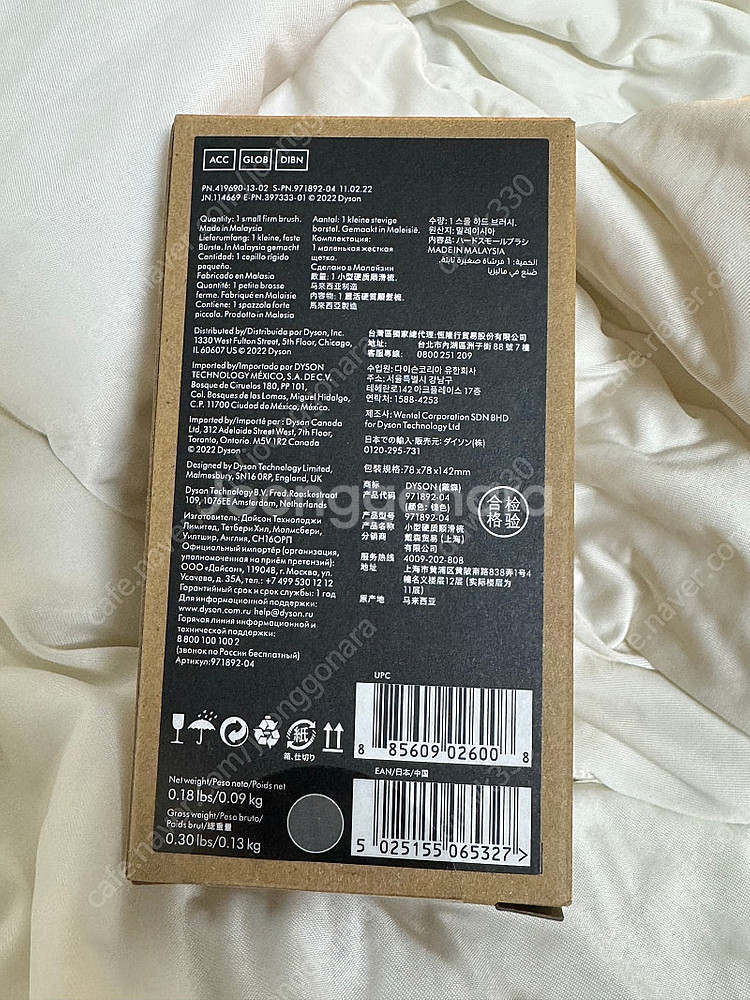 ACC GLOB DIBN
PN.419690-13-02 S-PN.971892-04 11.02.22
JN.114669 E-PN.397333-01 © 2022 Dyson
Quantity: 1 small firm brush.
Made in Malaysia
Lieferumfang: 1 kleine, feste
Bürste. In Malaysia gemacht
Cantidad: 1 cepillo rígido
pequeño.
Fabricado en Malasia
Quantité: 1 petite brosse
ferme. Fabriqué en Malaisie
Contiene: 1 spazzola forte
piccola. Prodotto in Malesia
Aantal: 1 kleine stevige
borstel. Gemaakt in Maleisië.
Комплектация:
1 маленькая жесткая
щетка.
Сделано в Малайзии
数量: 1 小型硬质顺滑梳.
马来西亚制造
內容物: 1 靈活硬質順髮梳.
馬來西亞製造
수량: 1 스몰 하드 브러시.
원산지: 말레이시아
内容品: ハードスモールブラシ
MADE IN MALAYSIA
الكمية: 1 فرشاة صغيرة ثابتة.
صنع في ماليزيا
Distributed by/Distribuida por Dyson, Inc.
1330 West Fulton Street, 5th Floor, Chicago,
IL 60607 US © 2022 Dyson
Imported by/Importado por DYSON
TECHNOLOGY MÉXICO, S.A. DE C.V.
Bosque de Ciruelos 180, PP 101,
Col. Bosques de las Lomas, Miguel Hidalgo,
C.P. 11700 Ciudad de México, México.
Imported by/Importé par : Dyson Canada
Ltd, 312 Adelaide Street West, 7th Floor,
Toronto, Ontario. M5V 1R2 Canada
© 2022 Dyson
Designed by Dyson Technology Limited,
Malmesbury, SN16 0RP, England, UK
Dyson Technology B.V. Fred. Roeskestraat
109, 1076EE Amsterdam, Netherlands
Изготовитель: Дайсон Технолоджи
Лимитед, Тетбери Хил, Молмсбери,
Уилтшир, Англия, СН16ОРП
Официальный импортёр (организация,
уполномоченная на приём претензий):
ООО «Дайсон», 119048, г. Москва, ул.
Усачева, д. 35А, тел.: +7 499 530 12 12
Гарантийный срок и срок службы: 1 год
Для информационной поддержки:
www.dyson.com.ru help@dyson.ru
Горячая линия информационной и
технической поддержки:
8 800 100 100 2
(звонок по России бесплатный)
Артикул:971892-04
台灣區獨家總代理: 恆隆行貿易股份有限公司
地址: 台北市內湖區洲子街 88 號 7 樓
客服專線: 0800 251 209
수입원: 다이슨코리아 유한회사
주소: 서울특별시 강남구
테헤란로142 아크플레이스 17층
연락처: 1588-4253
제조사: Wentel Corporation SDN BHD
for Dyson Technology Ltd
日本での輸入・販売元: ダイソン(株)
0120-295-731
包裝規格: 78 x78 x142mm
商标 DYSON (戴森)
产品代码 971892-04
(颜色: 镍色)
产品型号 971892-04
产品名称 小型硬质顺滑梳
分销商 戴森贸易 (上海)
有限公司
服务热线 4009-202-808
地址 上海市黄浦区黄陂南路838弄1号4
幢名义楼层12层 (实际楼层为
11层)
原产地 马来西亚
合格
检验
UPC
8 85609 02600 8
紙
箱、仕切り
EAN/日本/中国
5 025155 065327 >
Net weight/Peso neto/Poids net
0.18 lbs/0.09 kg
Gross weight/Peso bruto/
Poids brut/總重量
0.30 lbs/0.13 kg
Joonggonara